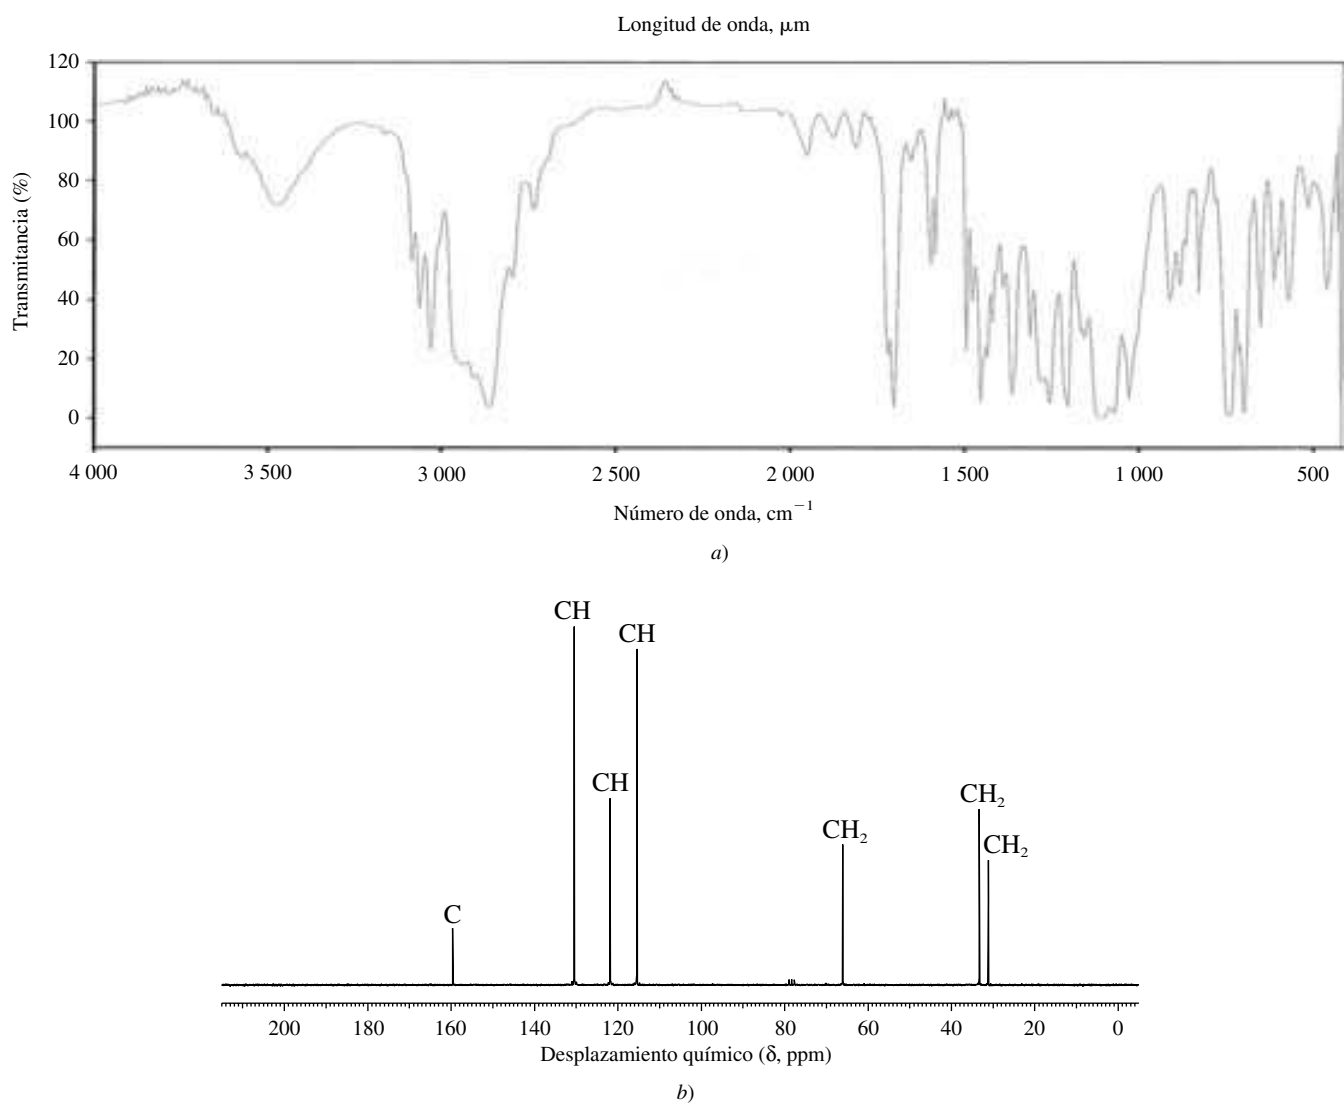 Longitud de onda, μm
120
100
80
60
40
20
0
Transmitancia (%)
4 000 3 500 3 000 2 500 2 000 1 500 1 000 500
Número de onda, cm⁻¹
a)
CH
CH
CH
CH₂
CH₂
CH₂
C
200 180 160 140 120 100 80 60 40 20 0
Desplazamiento químico (δ, ppm)
b)